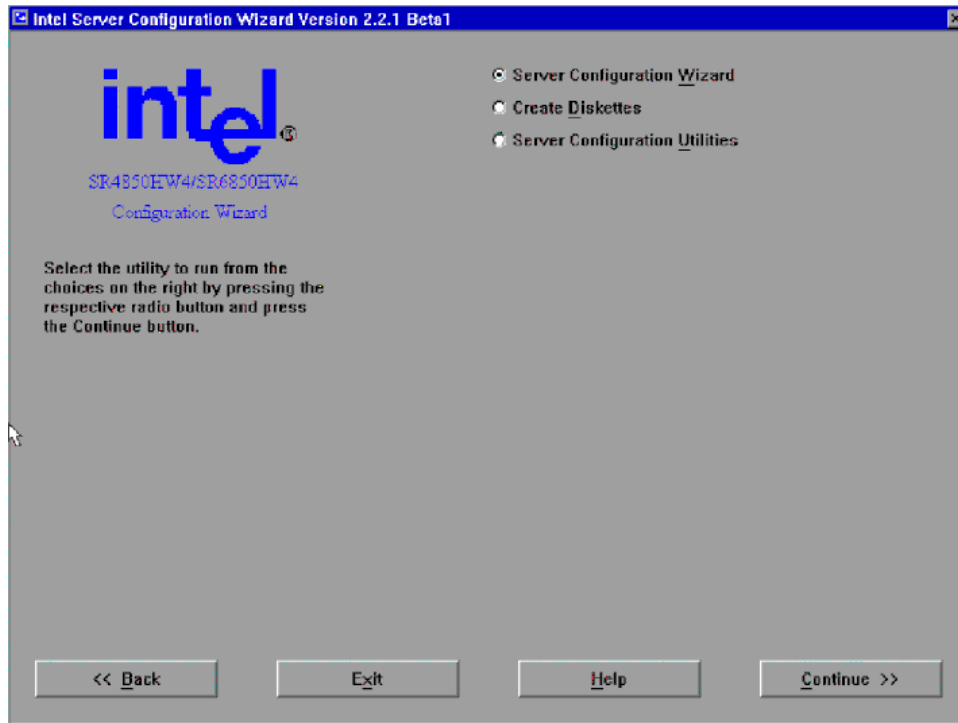 Intel Server Configuration Wizard Version 2.2.1 Beta1
intel®
SR4850HW4/SR6850HW4
Configuration Wizard
Select the utility to run from the
choices on the right by pressing the
respective radio button and press
the Continue button.
Server Configuration Wizard
Create Diskettes
Server Configuration Utilities
<< Back
Exit
Help
Continue >>